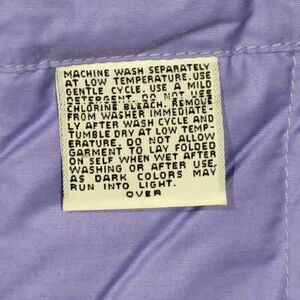 MACHINE WASH SEPARATELY
AT LOW TEMPERATURE. USE
GENTLE CYCLE. USE A MILD
DETERGENT. DO NOT USE
CHLORINE BLEACH. REMOVE
FROM WASHER IMMEDIATE-
LY AFTER WASH CYCLE AND
TUMBLE DRY AT LOW TEMP-
ERATURE. DO NOT ALLOW
GARMENT TO LAY FOLDED
ON SELF WHEN WET AFTER
WASHING OR AFTER USE,
AS DARK COLORS MAY
RUN INTO LIGHT.
OVER